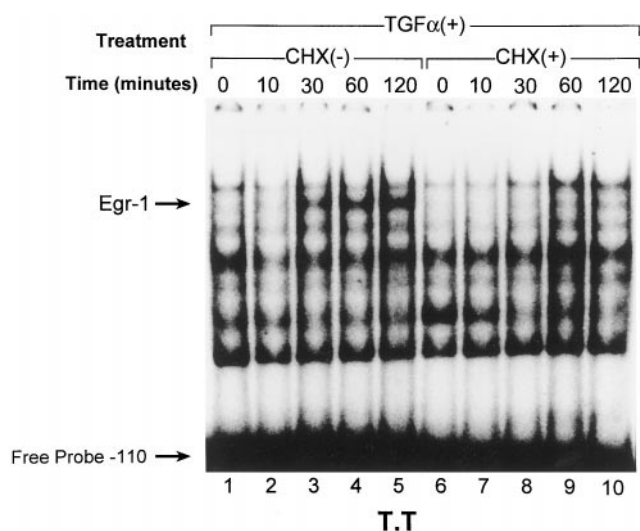 TGFα(+)
Treatment
CHX(-) CHX(+)
Time (minutes) 0 10 30 60 120 0 10 30 60 120
Egr-1
Free Probe -110
1 2 3 4 5 6 7 8 9 10
T.T